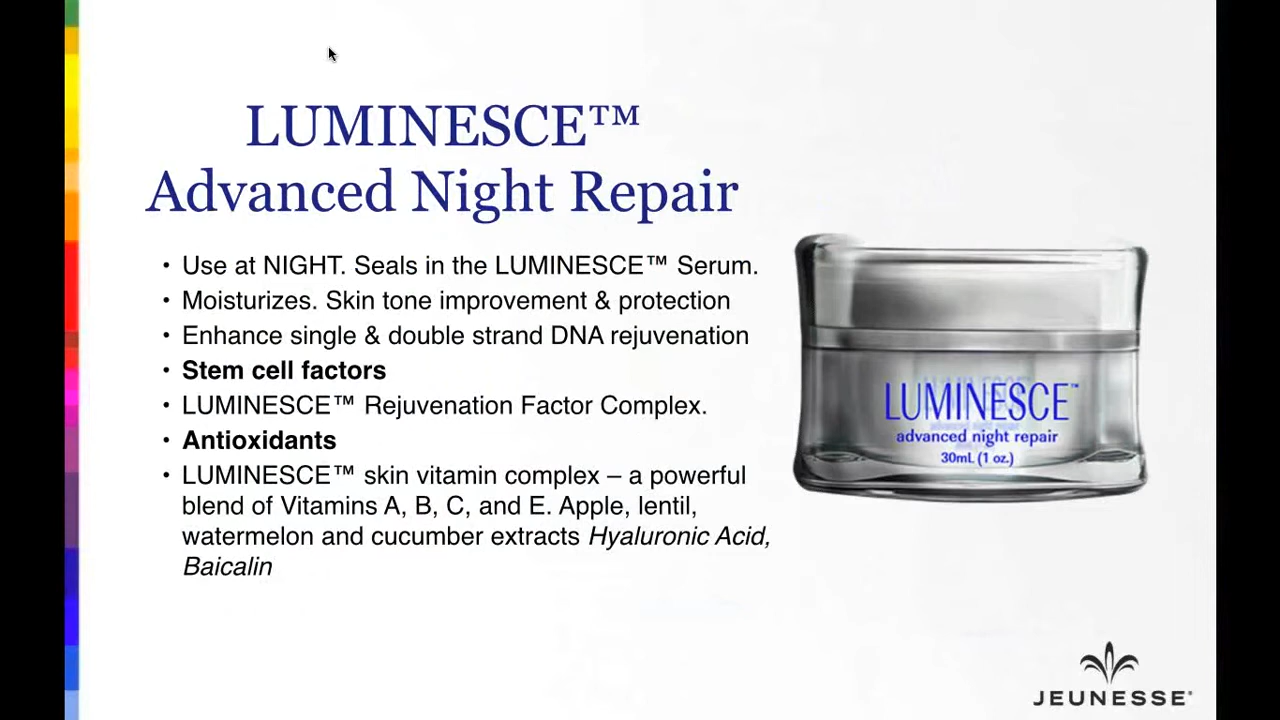 LUMINESCE™
Advanced Night Repair
• Use at NIGHT. Seals in the LUMINESCE™ Serum.
• Moisturizes. Skin tone improvement & protection
• Enhance single & double strand DNA rejuvenation
• Stem cell factors
• LUMINESCE™ Rejuvenation Factor Complex.
• Antioxidants
• LUMINESCE™ skin vitamin complex – a powerful
blend of Vitamins A, B, C, and E. Apple, lentil,
watermelon and cucumber extracts Hyaluronic Acid,
Baicalin
LUMINESCE™
advanced night repair
30mL (1 oz.)
JEUNESSE®